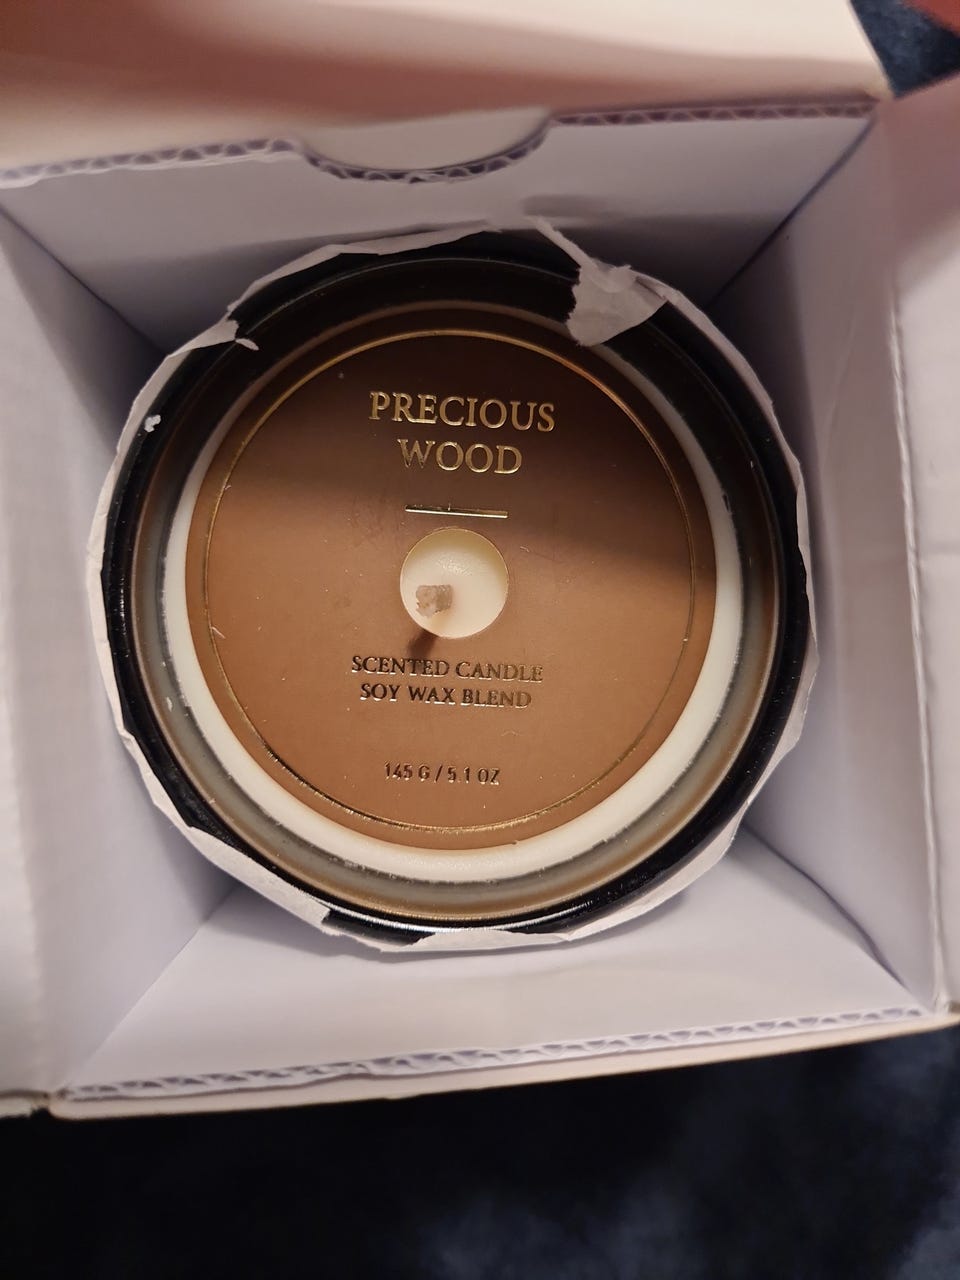 PRECIOUS
WOOD
SCENTED CANDLE
SOY WAX BLEND
145 G / 5.1 OZ